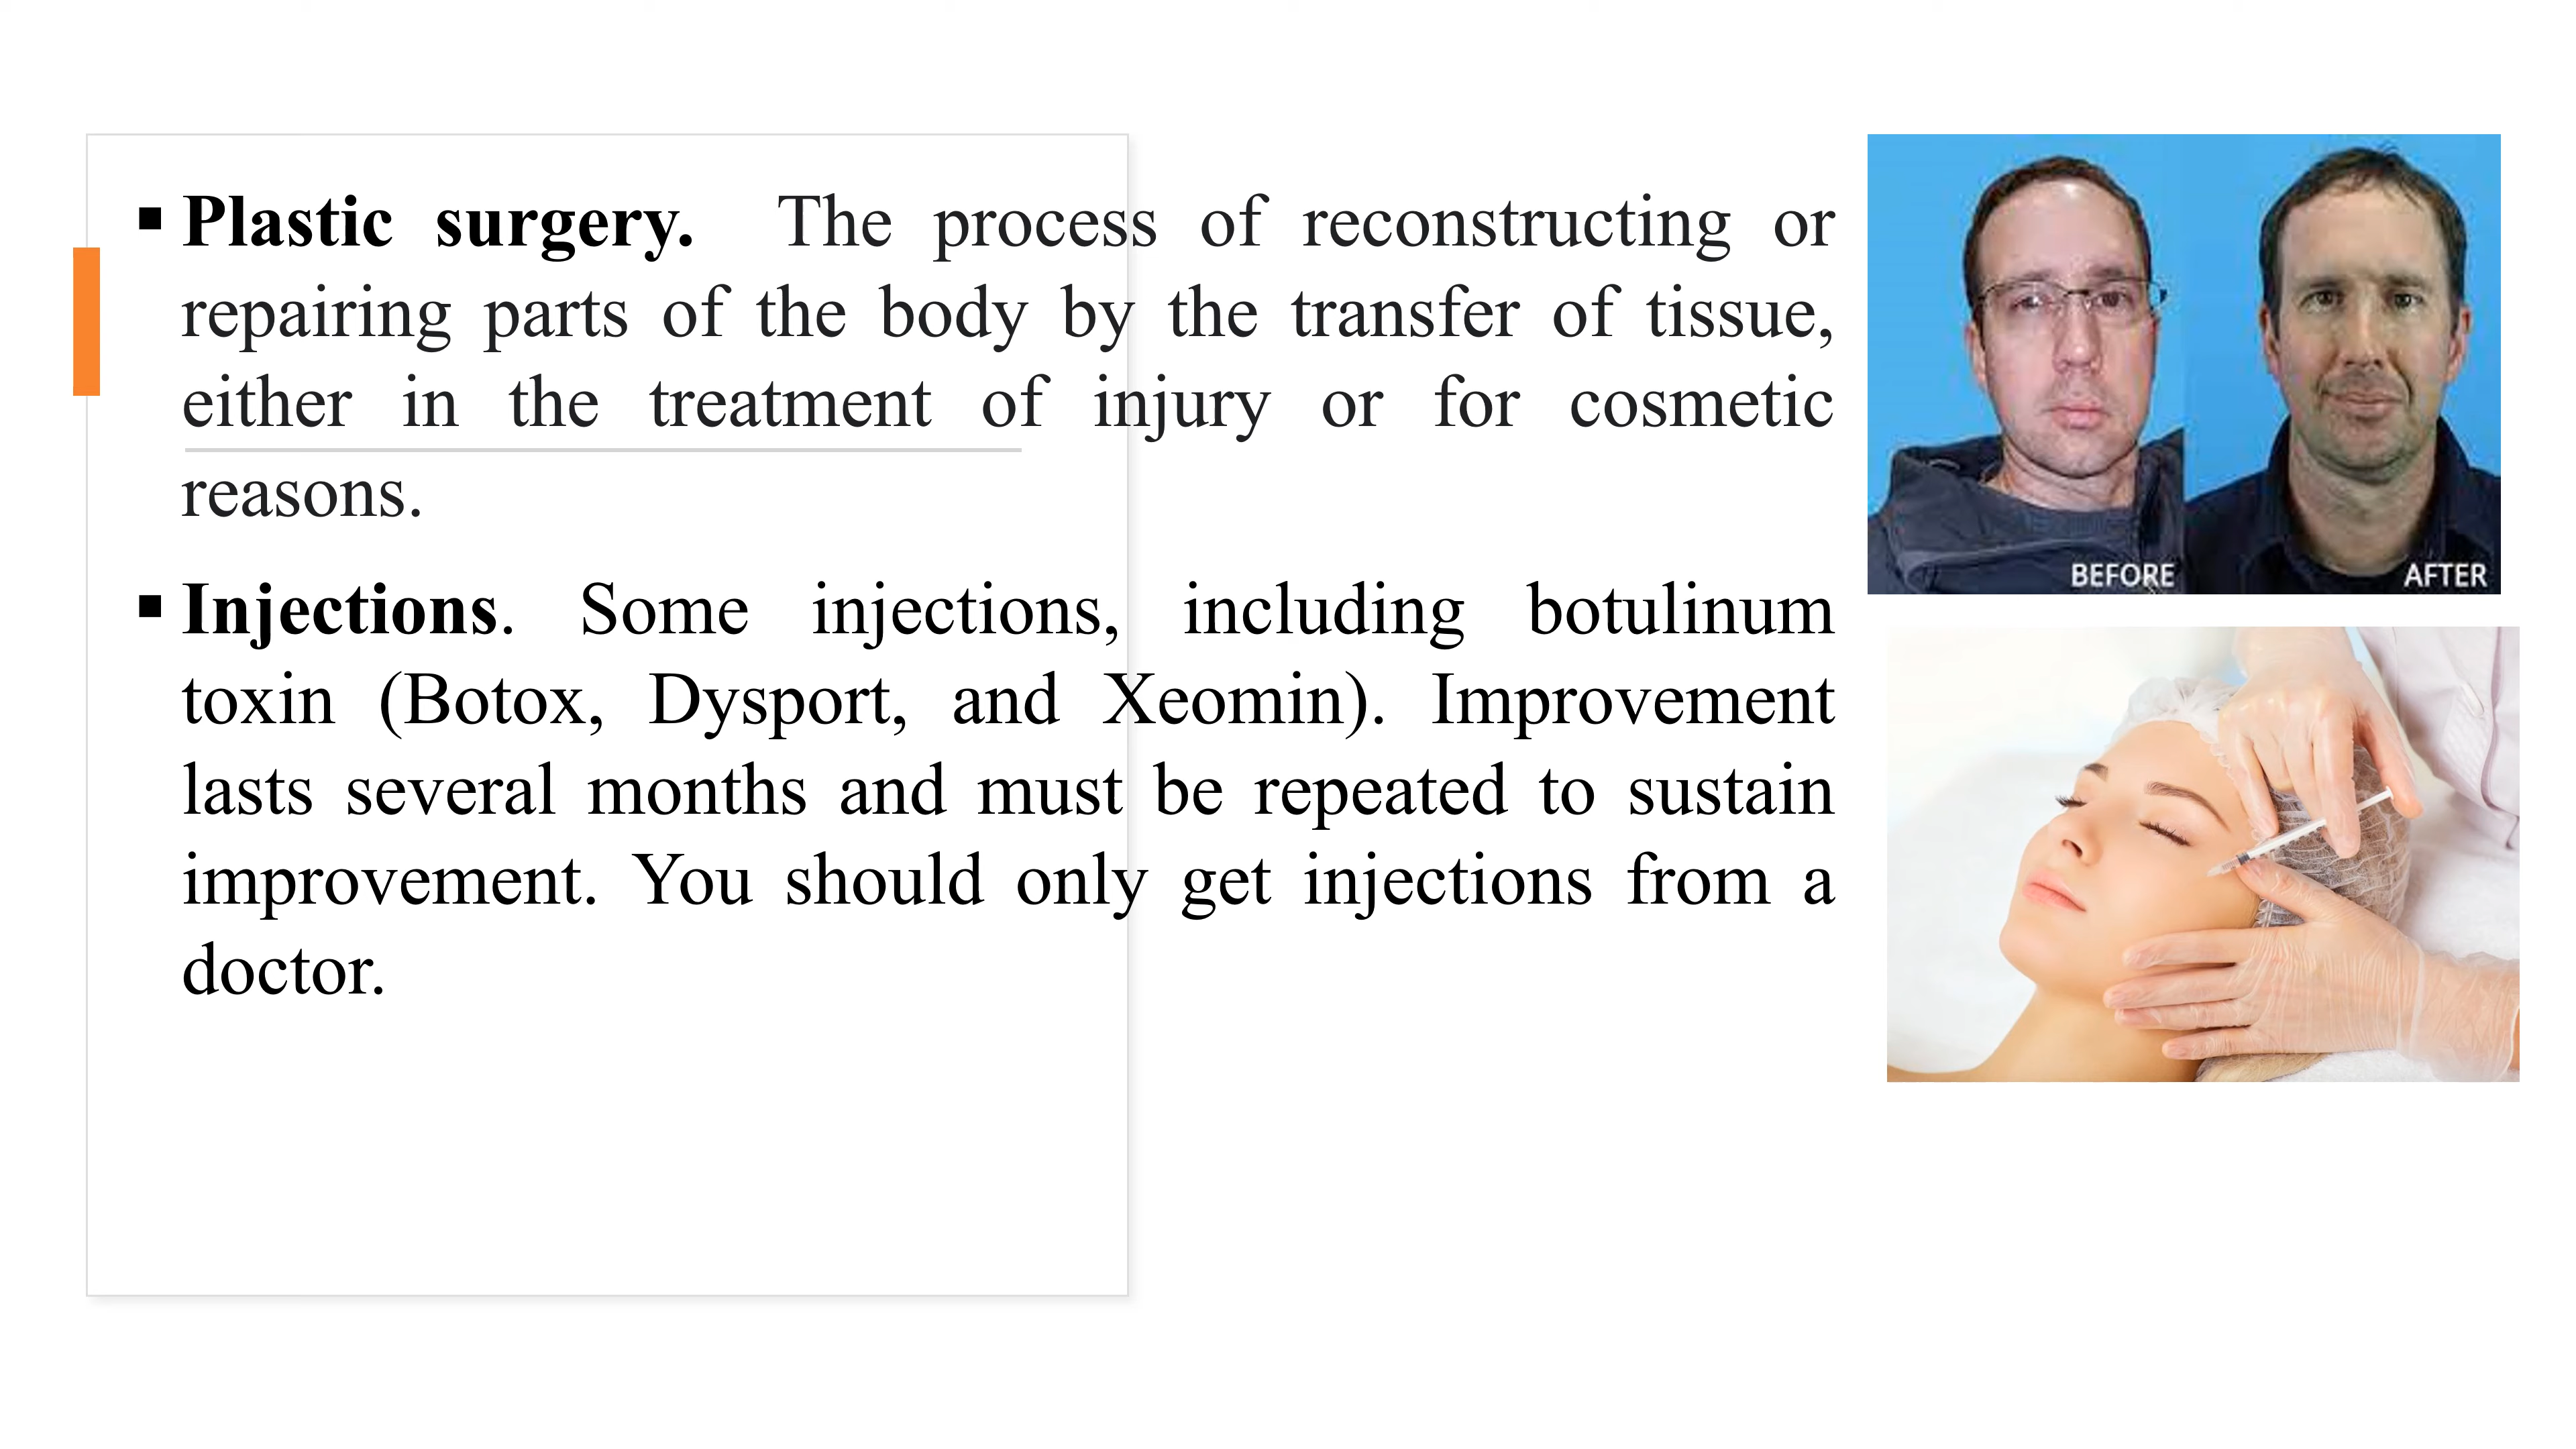 ▪ Plastic surgery. The process of reconstructing or
repairing parts of the body by the transfer of tissue,
either in the treatment of injury or for cosmetic
reasons.
▪ Injections. Some injections, including botulinum
toxin (Botox, Dysport, and Xeomin). Improvement
lasts several months and must be repeated to sustain
improvement. You should only get injections from a
doctor.
BEFORE
AFTER